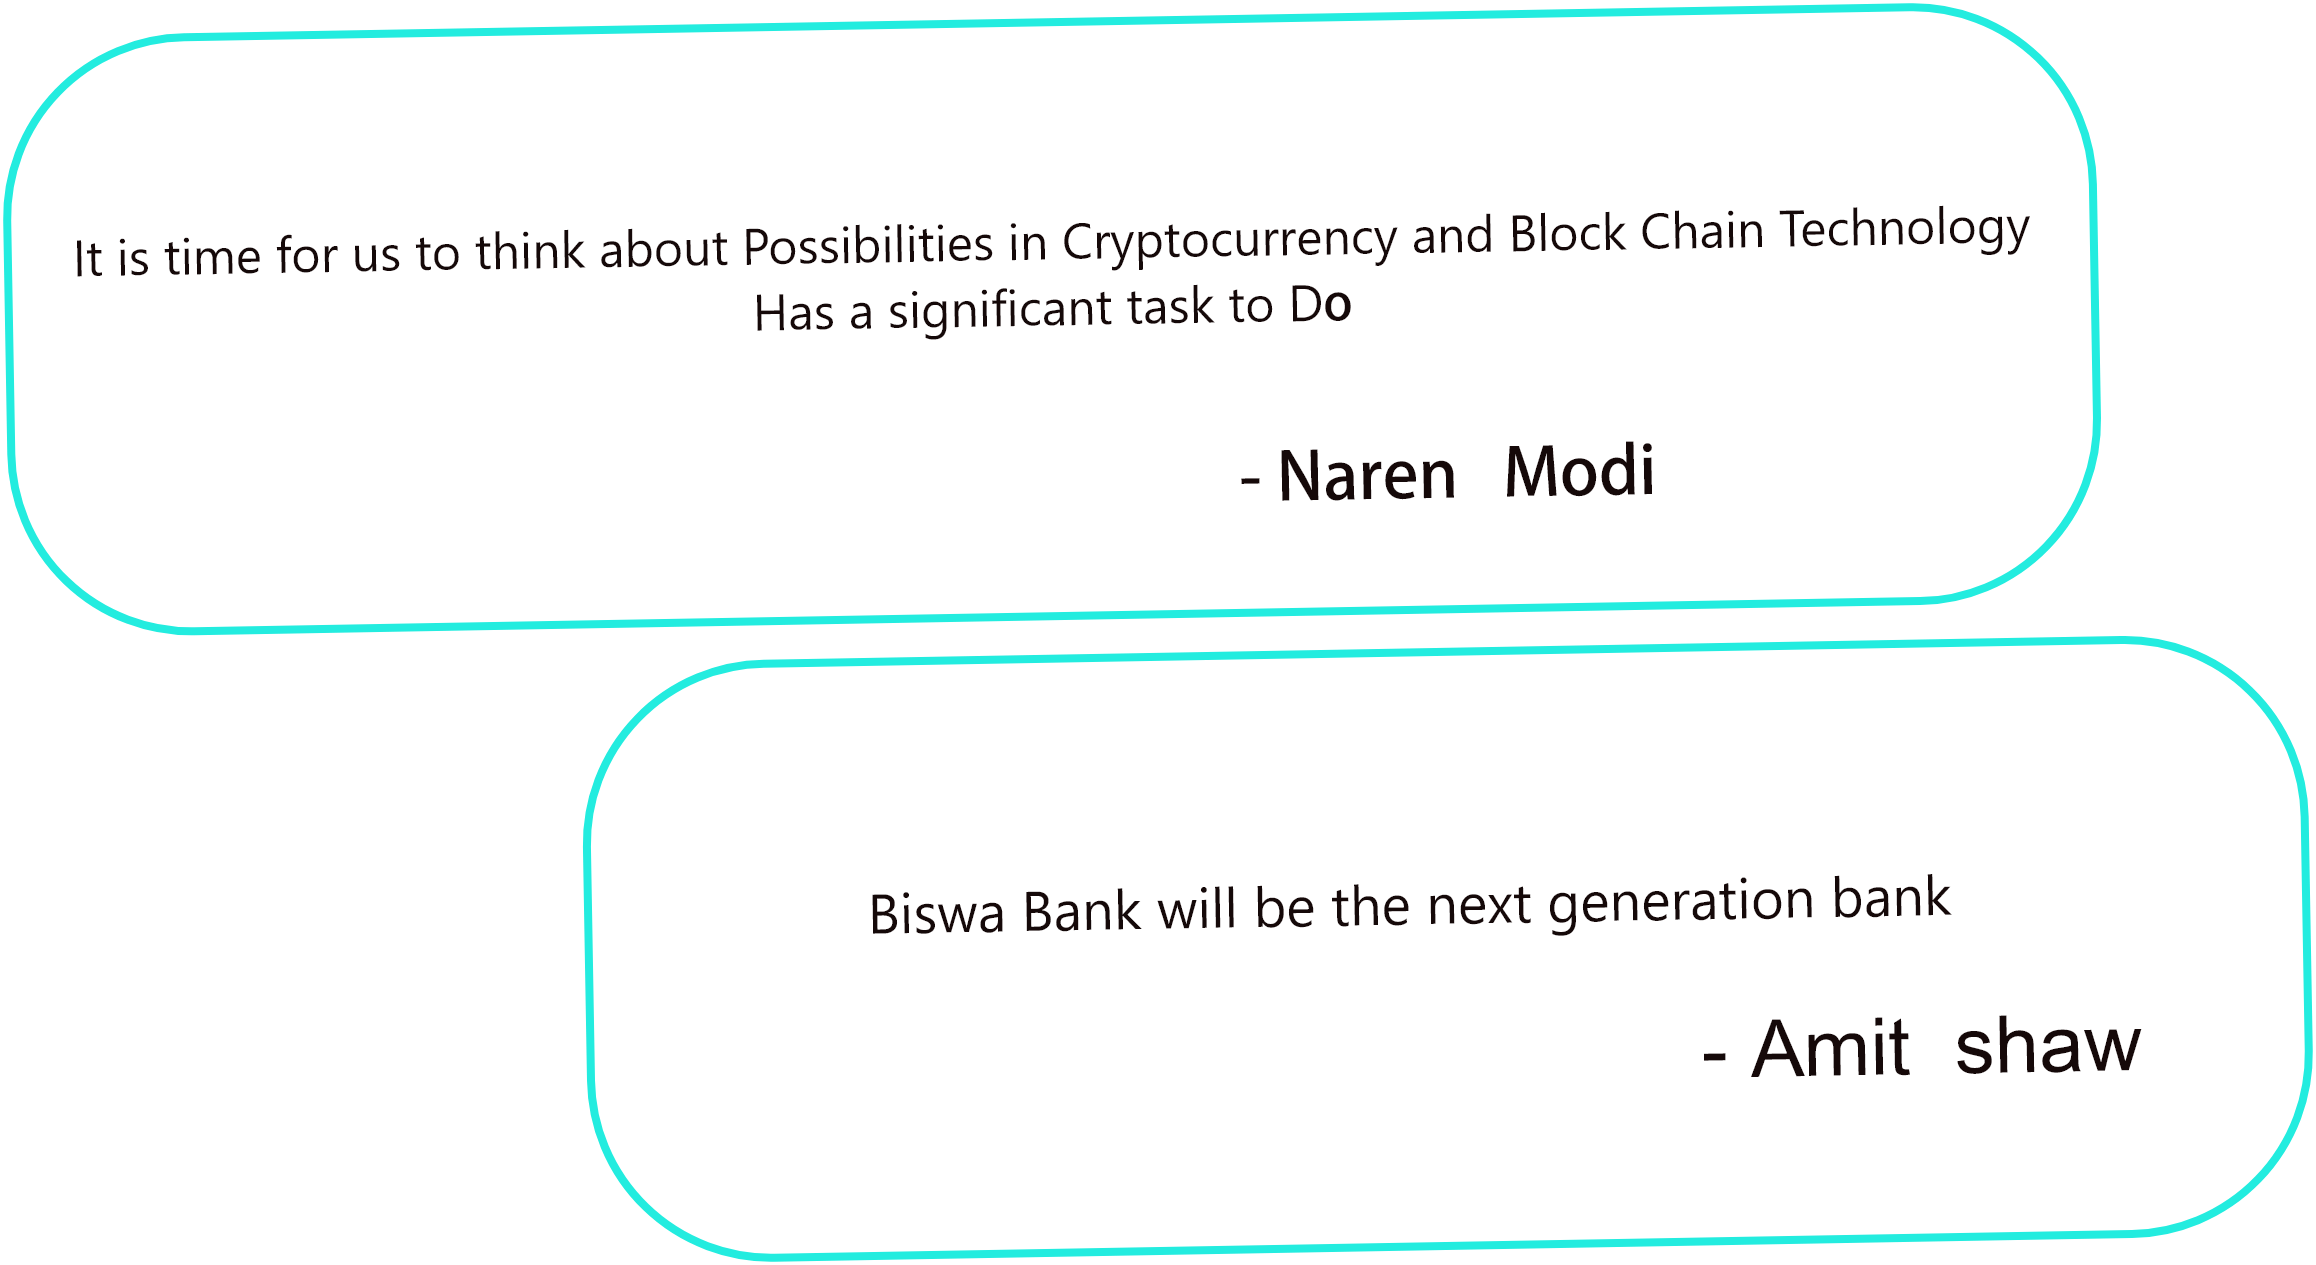 It is time for us to think about Possibilities in Cryptocurrency and Block Chain Technology
Has a significant task to Do
- Naren Modi
Biswa Bank will be the next generation bank
- Amit shaw